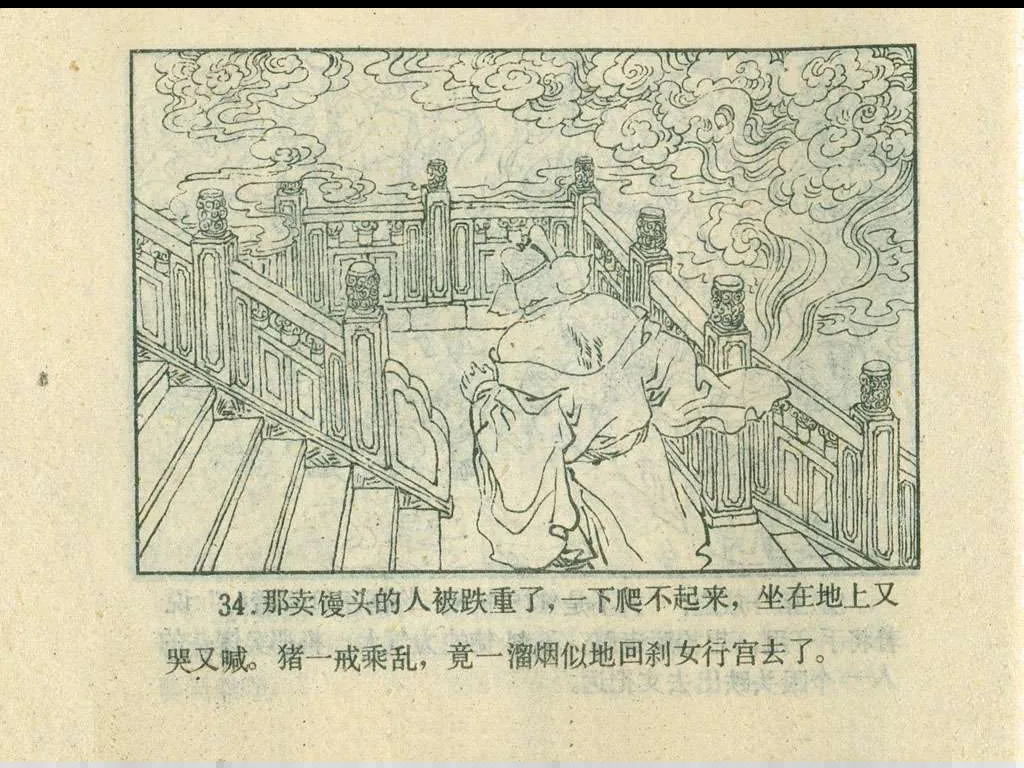 34.那卖馒头的人被跌重了,一下爬不起来，坐在地上又
哭又喊。猪一戒乘乱，竟一溜烟似地回刹女行宫去了。